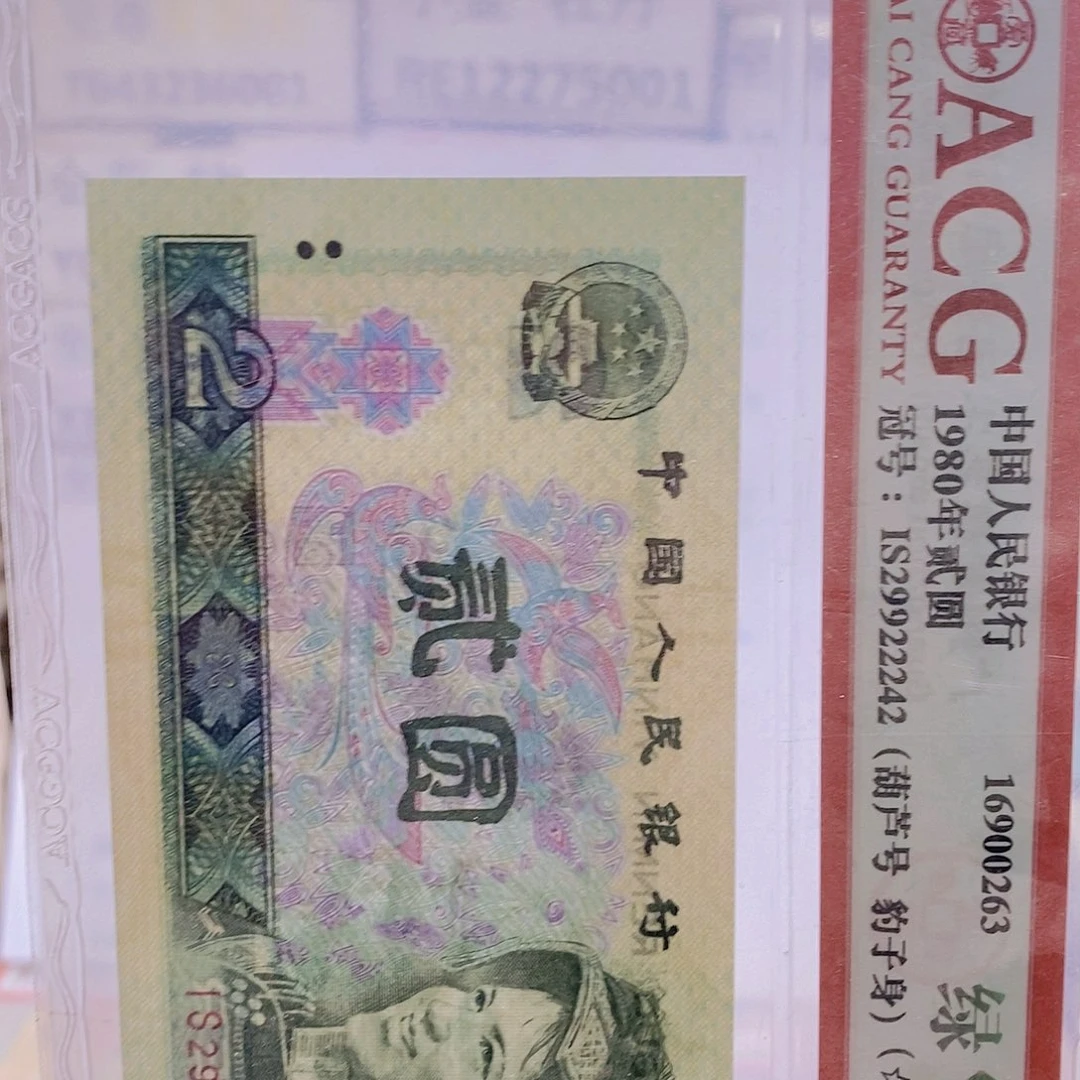 ACG
AI CANG GUARANTY
中国人民银行 16900263
1980年贰圆
冠号：IS29922242（葫芦号 豹子身）（
绿
中国人民银行
贰圆
2
IS29
RE12275001
ACGACG